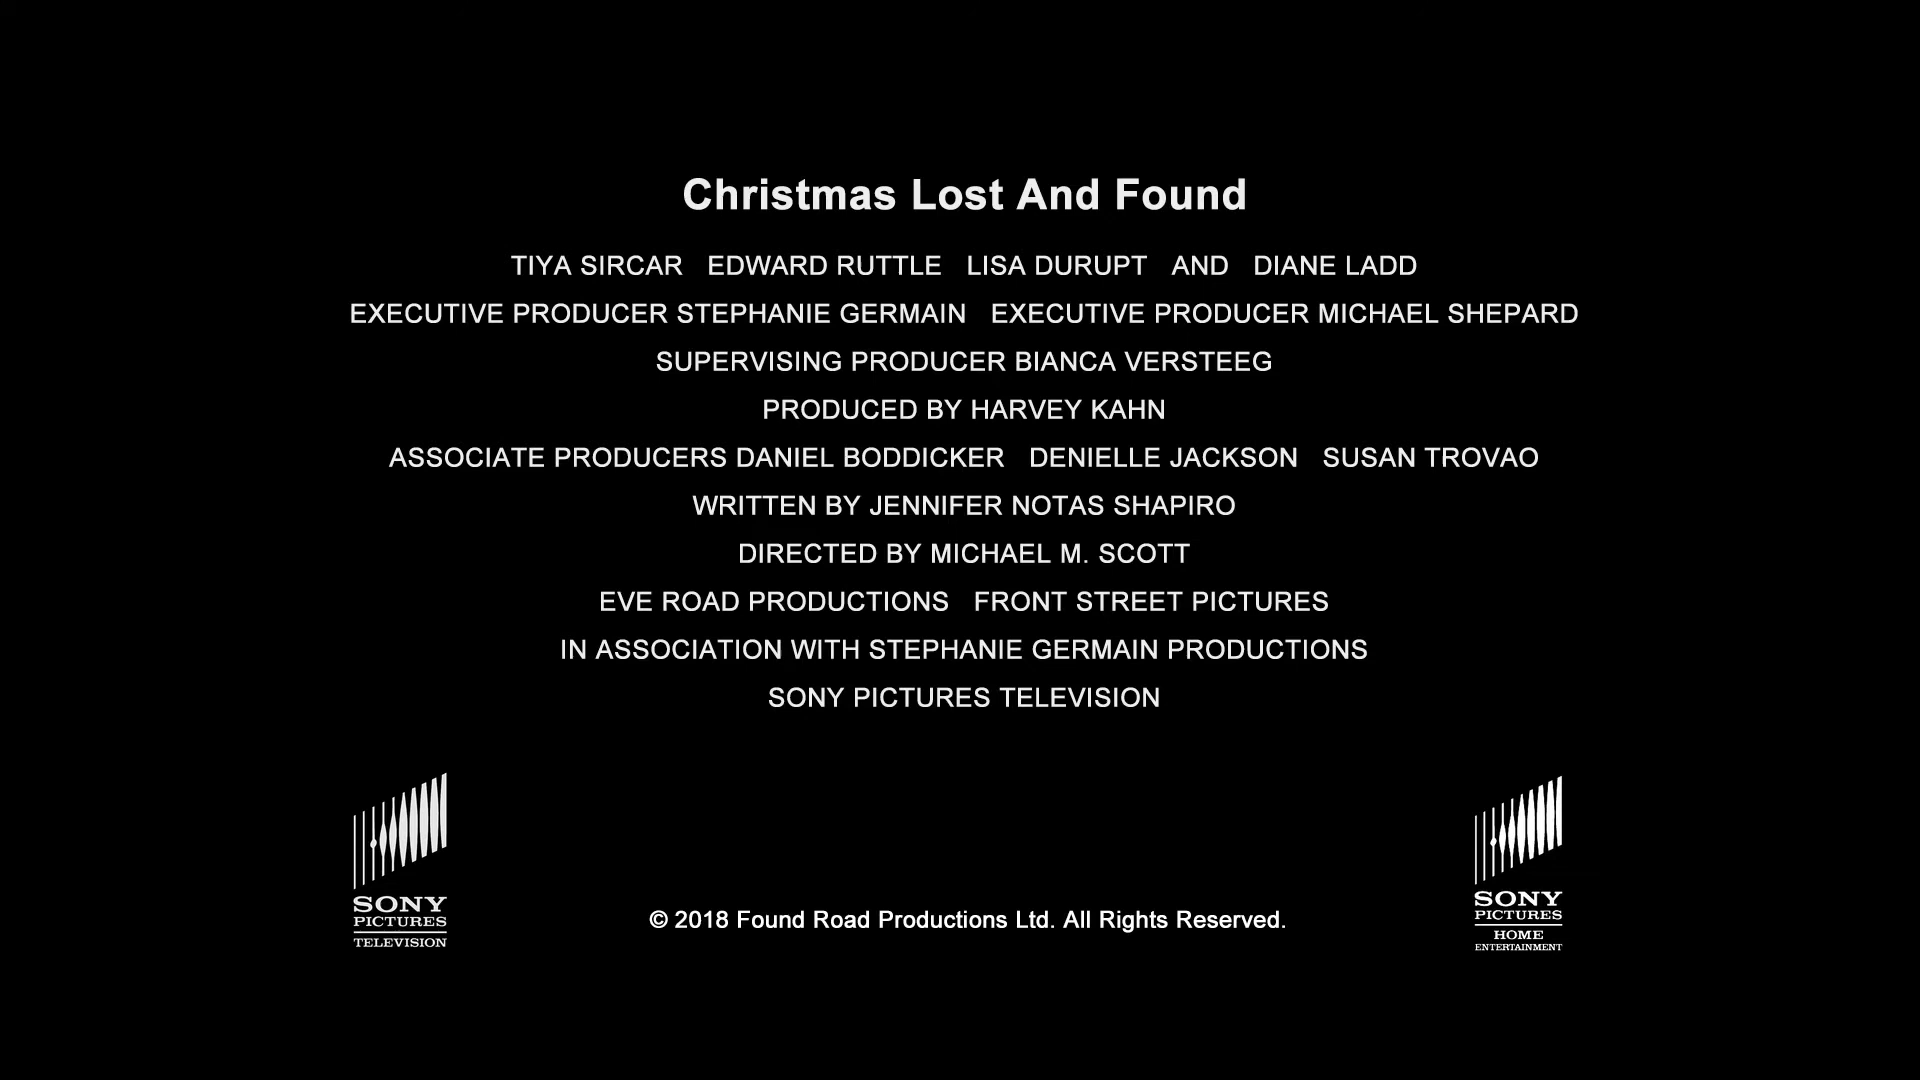 Christmas Lost And Found
TIYA SIRCAR EDWARD RUTTLE LISA DURUPT AND DIANE LADD
EXECUTIVE PRODUCER STEPHANIE GERMAIN EXECUTIVE PRODUCER MICHAEL SHEPARD
SUPERVISING PRODUCER BIANCA VERSTEEG
PRODUCED BY HARVEY KAHN
ASSOCIATE PRODUCERS DANIEL BODDICKER DENIELLE JACKSON SUSAN TROVAO
WRITTEN BY JENNIFER NOTAS SHAPIRO
DIRECTED BY MICHAEL M. SCOTT
EVE ROAD PRODUCTIONS FRONT STREET PICTURES
IN ASSOCIATION WITH STEPHANIE GERMAIN PRODUCTIONS
SONY PICTURES TELEVISION
SONY
PICTURES
TELEVISION
© 2018 Found Road Productions Ltd. All Rights Reserved.
SONY
PICTURES
HOME
ENTERTAINMENT